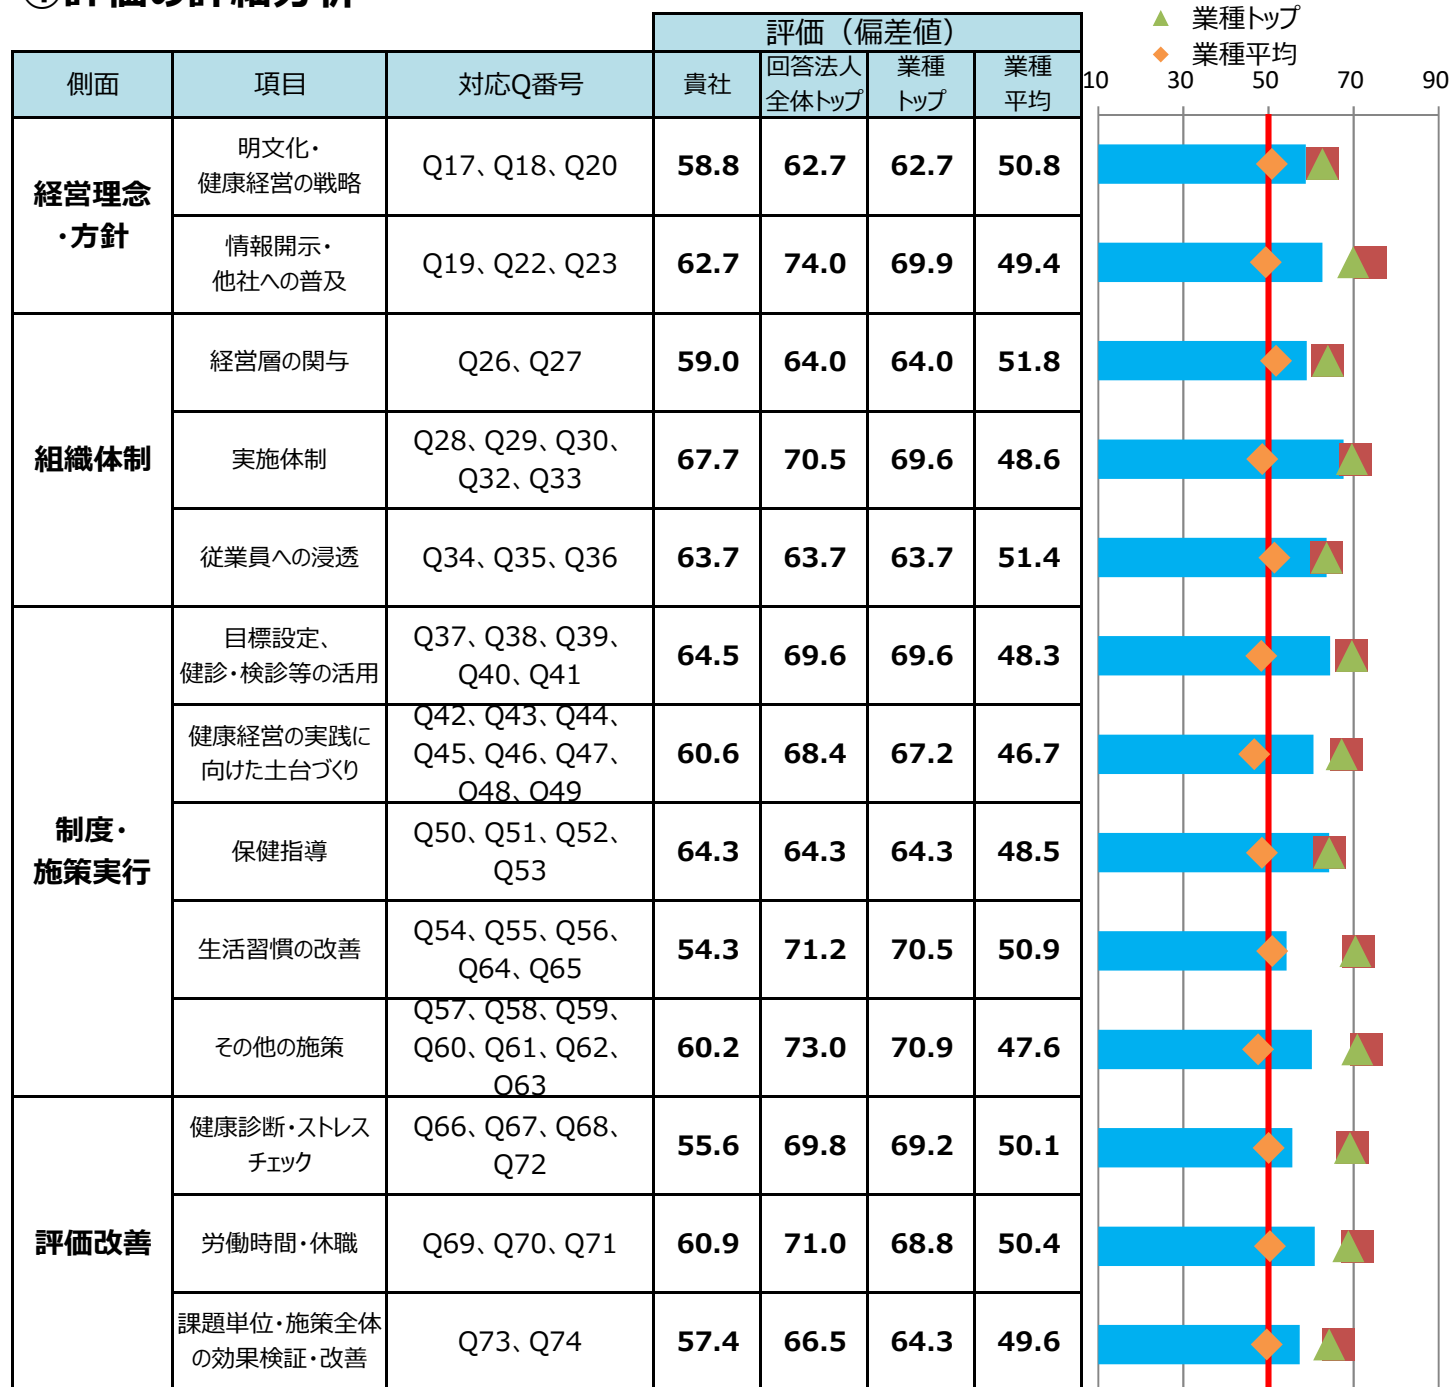 ①評価の詳細分析
▲ 業種トップ
◆ 業種平均
評価（偏差値）
側面 項目 対応Q番号 貴社 回答法人 業種 業種
全体トップ トップ 平均
10 30 50 70 90
経営理念
・方針
明文化・
健康経営の戦略
Q17、Q18、Q20 58.8 62.7 62.7 50.8
情報開示・
他社への普及
Q19、Q22、Q23 62.7 74.0 69.9 49.4
組織体制
経営層の関与 Q26、Q27 59.0 64.0 64.0 51.8
実施体制
Q28、Q29、Q30、
Q32、Q33
67.7 70.5 69.6 48.6
従業員への浸透 Q34、Q35、Q36 63.7 63.7 63.7 51.4
制度・
施策実行
目標設定、
健診・検診等の活用
Q37、Q38、Q39、
Q40、Q41
64.5 69.6 69.6 48.3
健康経営の実践に
向けた土台づくり
Q42、Q43、Q44、
Q45、Q46、Q47、
Q48、Q49
60.6 68.4 67.2 46.7
保健指導
Q50、Q51、Q52、
Q53
64.3 64.3 64.3 48.5
生活習慣の改善
Q54、Q55、Q56、
Q64、Q65
54.3 71.2 70.5 50.9
その他の施策
Q57、Q58、Q59、
Q60、Q61、Q62、
Q63
60.2 73.0 70.9 47.6
評価改善
健康診断・ストレス
チェック
Q66、Q67、Q68、
Q72
55.6 69.8 69.2 50.1
労働時間・休職 Q69、Q70、Q71 60.9 71.0 68.8 50.4
課題単位・施策全体
の効果検証・改善
Q73、Q74 57.4 66.5 64.3 49.6